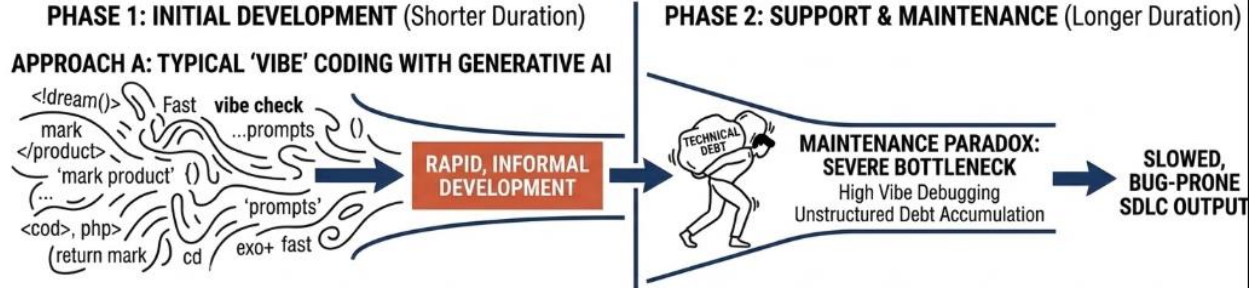 PHASE 1: INITIAL DEVELOPMENT (Shorter Duration)
PHASE 2: SUPPORT & MAINTENANCE (Longer Duration)
APPROACH A: TYPICAL ‘VIBE’ CODING WITH GENERATIVE AI
<!dream()> Fast vibe check
...prompts ()
mark
</product>
‘mark product’ ()
(...
‘prompts’
<cod>, php>
exo+ fast
(return mark)
cd
RAPID, INFORMAL
DEVELOPMENT
TECHNICAL
DEBT
MAINTENANCE PARADOX:
SEVERE BOTTLENECK
High Vibe Debugging
Unstructured Debt Accumulation
SLOWED,
BUG-PRONE
SDLC OUTPUT